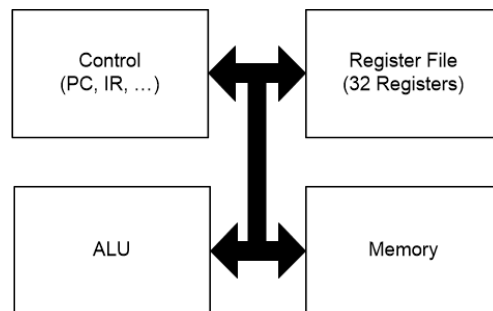 Control
(PC, IR, ...)
Register File
(32 Registers)
ALU
Memory